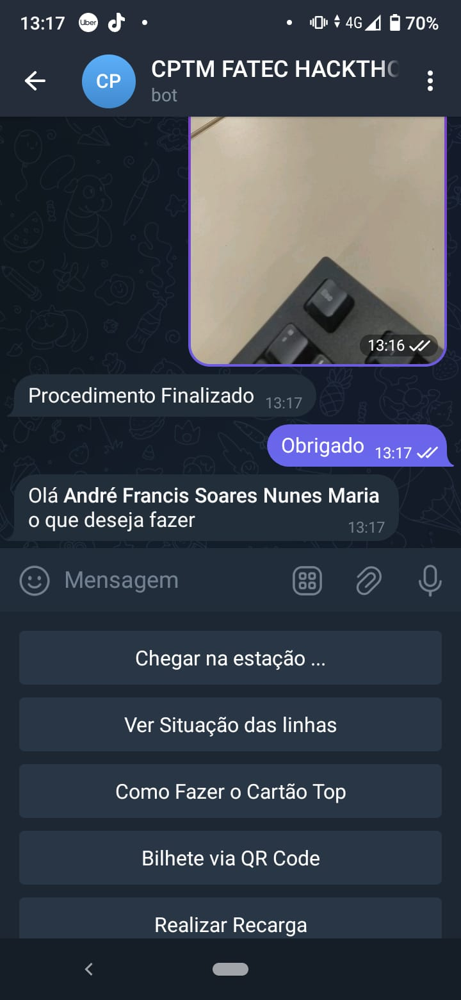 13:17 Uber 4G 70%
CP
CPTM FATEC HACKTHO
bot
Esc
13:16
Procedimento Finalizado 13:17
Obrigado 13:17
Olá André Francis Soares Nunes Maria
o que deseja fazer 13:17
Mensagem
Chegar na estação ...
Ver Situação das linhas
Como Fazer o Cartão Top
Bilhete via QR Code
Realizar Recarga